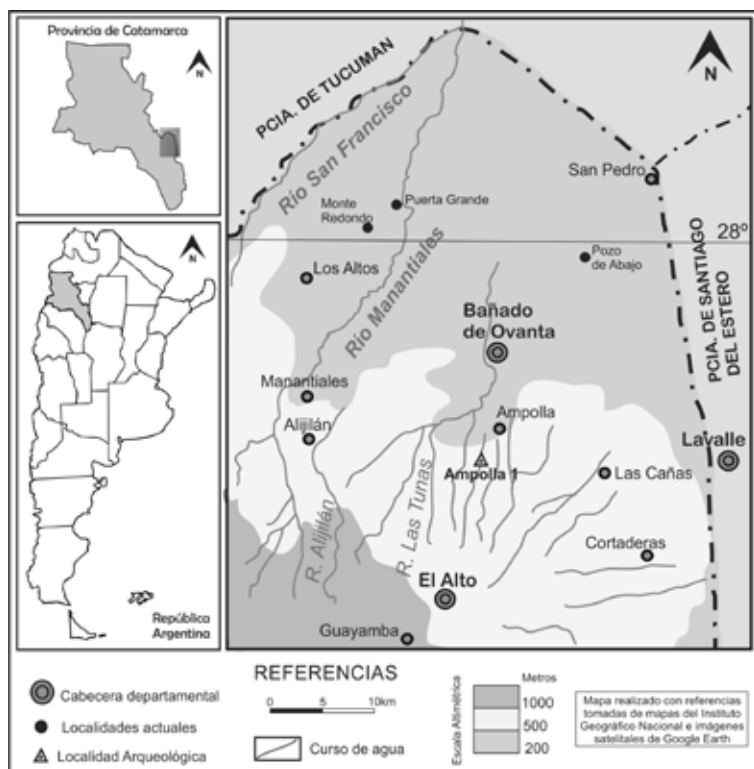 Provincia de Catamarca
N
N
República
Argentina
PCIA. DE TUCUMAN
Río San Francisco
N
San Pedro
Monte
Redondo
Puerta Grande
28º
Los Altos
Río Manantiales
Pozo
de Abajo
Bañado
de Ovanta
PCIA. DE SANTIAGO
DEL ESTERO
Manantiales
Alijilán
Ampolla
Lavalle
Ampolla 1
Las Cañas
R. Alijilán
R. Las Tunas
Cortaderas
El Alto
Guayamba
Cabecera departamental
Localidades actuales
Localidad Arqueológica
REFERENCIAS
0 5 10km
Curso de agua
Escala Altimétrica
Metros
1000
500
200
Mapa realizado con referencias
tomadas de mapas del Instituto
Geográfico Nacional e imágenes
satelitales de Google Earth